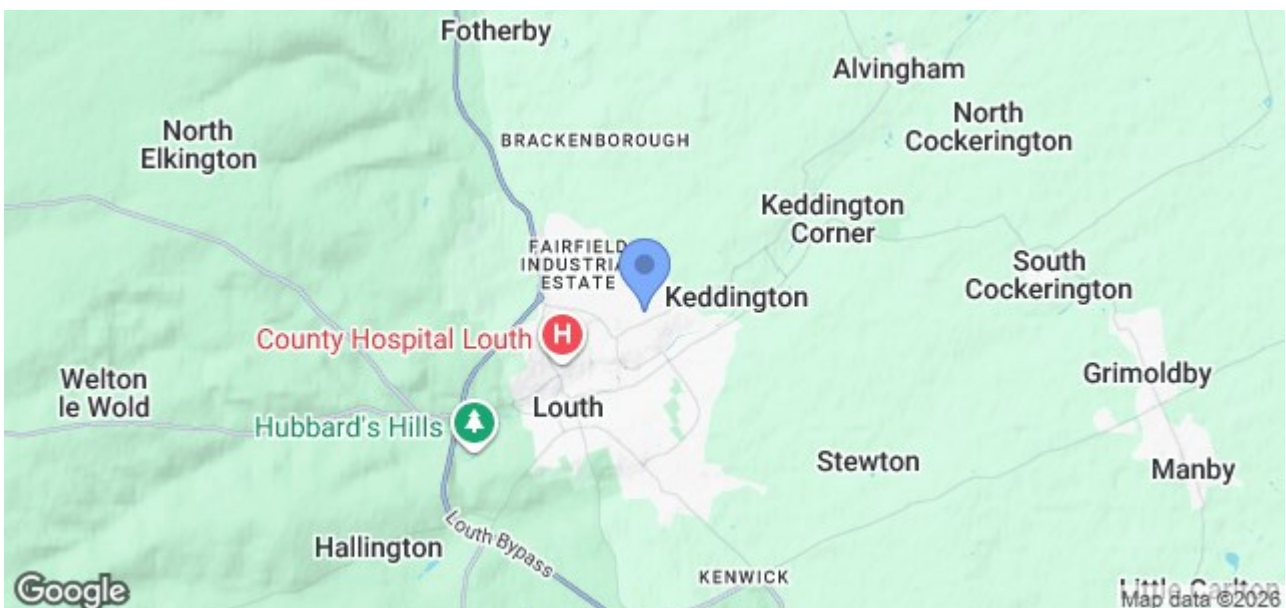 Fotherby
Alvingham
North
Cockerington
BRACKENBOROUGH
North
Elkington
Keddington
Corner
FAIRFIELD
INDUSTRIA
ESTATE
South
Cockerington
Keddington
County Hospital Louth
H
Grimoldby
Welton
le Wold
Louth
Hubbard's Hills
Stewton
Manby
Louth Bypass
Hallington
KENWICK
Little Carlton
Google
Map data ©2026